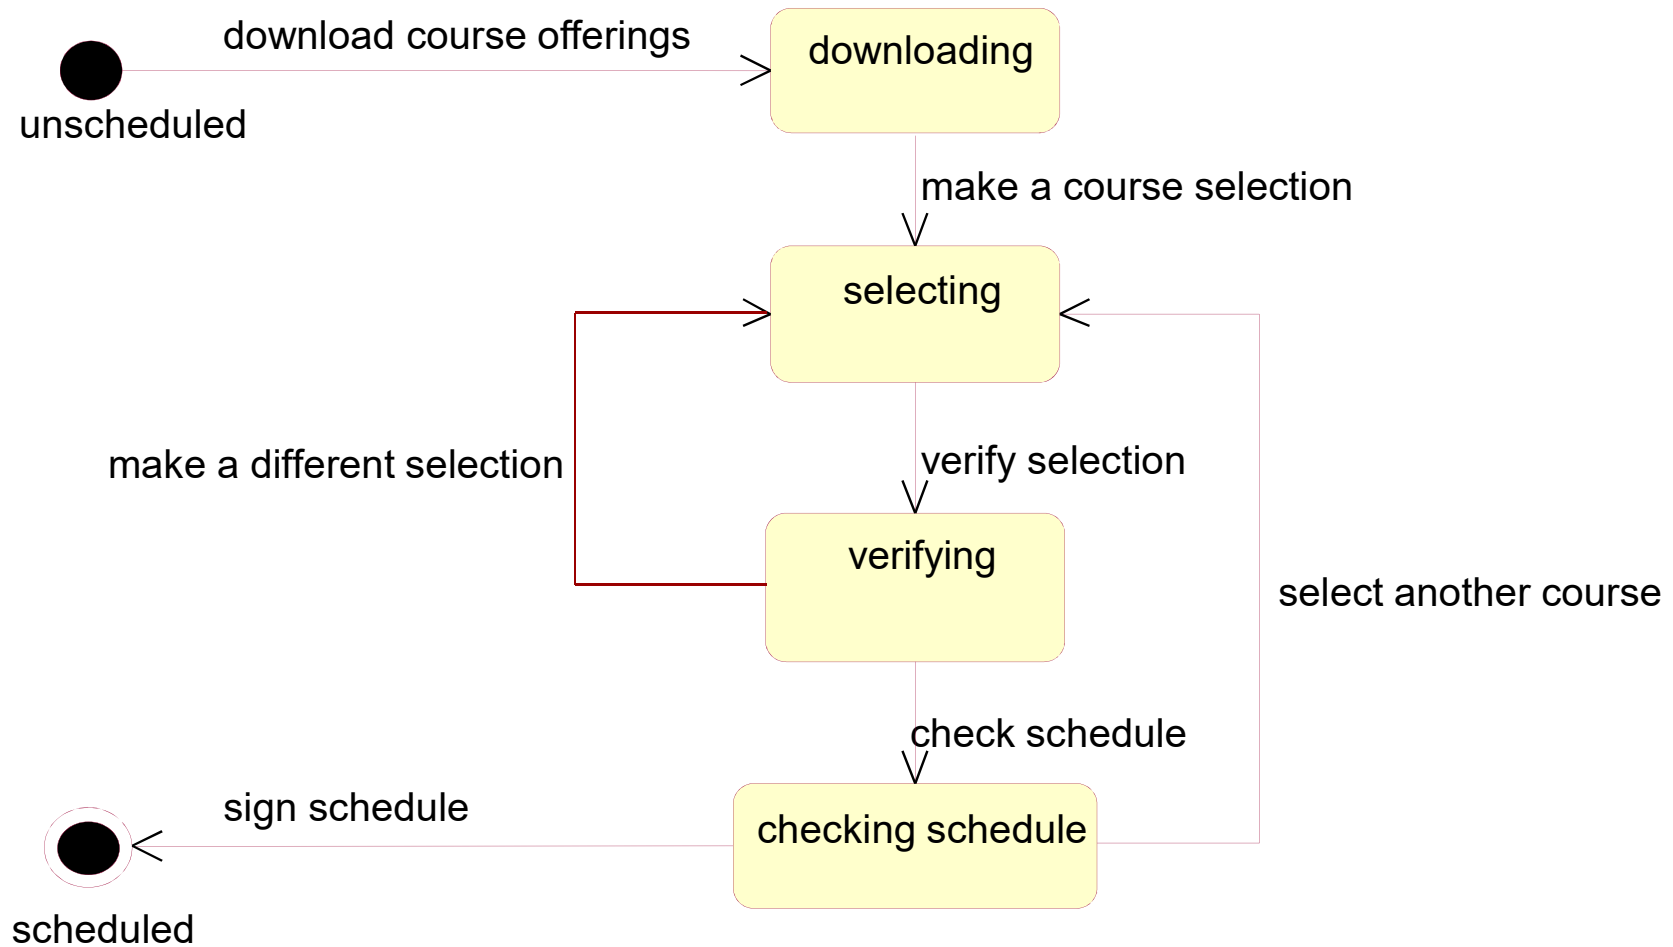 download course offerings
downloading
unscheduled
make a course selection
selecting
make a different selection
verify selection
verifying
select another course
check schedule
sign schedule
checking schedule
scheduled